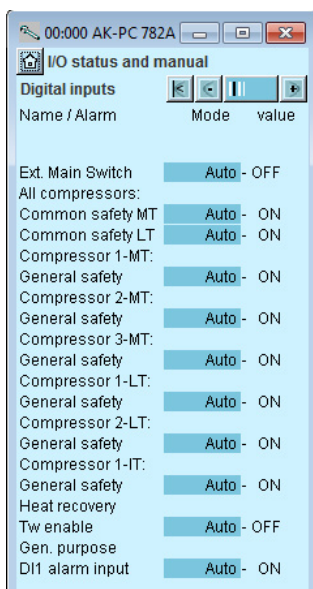 00:000 AK-PC 782A
I/O status and manual
Digital inputs
Name / Alarm Mode value
Ext. Main Switch Auto - OFF
All compressors:
Common safety MT Auto - ON
Common safety LT Auto - ON
Compressor 1-MT:
General safety Auto - ON
Compressor 2-MT:
General safety Auto - ON
Compressor 3-MT:
General safety Auto - ON
Compressor 1-LT:
General safety Auto - ON
Compressor 2-LT:
General safety Auto - ON
Compressor 1-IT:
General safety Auto - ON
Heat recovery
Tw enable Auto - OFF
Gen. purpose
DI1 alarm input Auto - ON